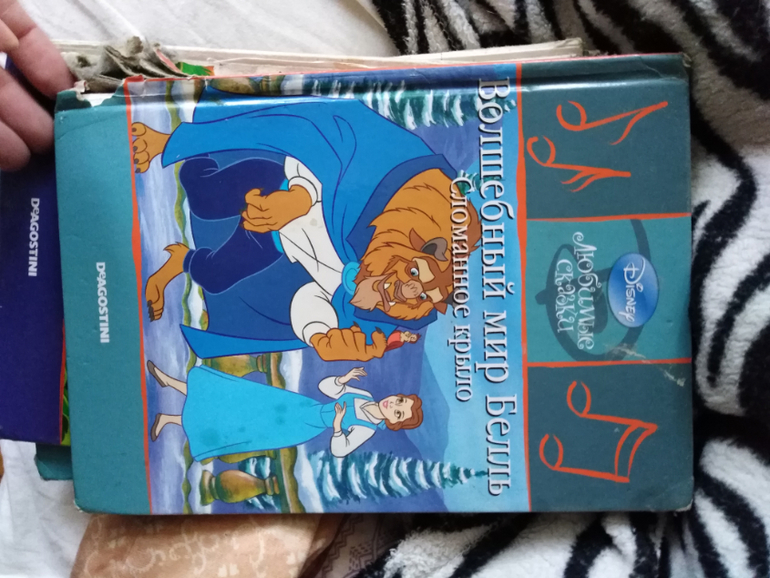 Disney
Любимые
сказки
Волшебный мир Белль
Сломанное крыло
DeAGOSTINI
DeAGOSTINI